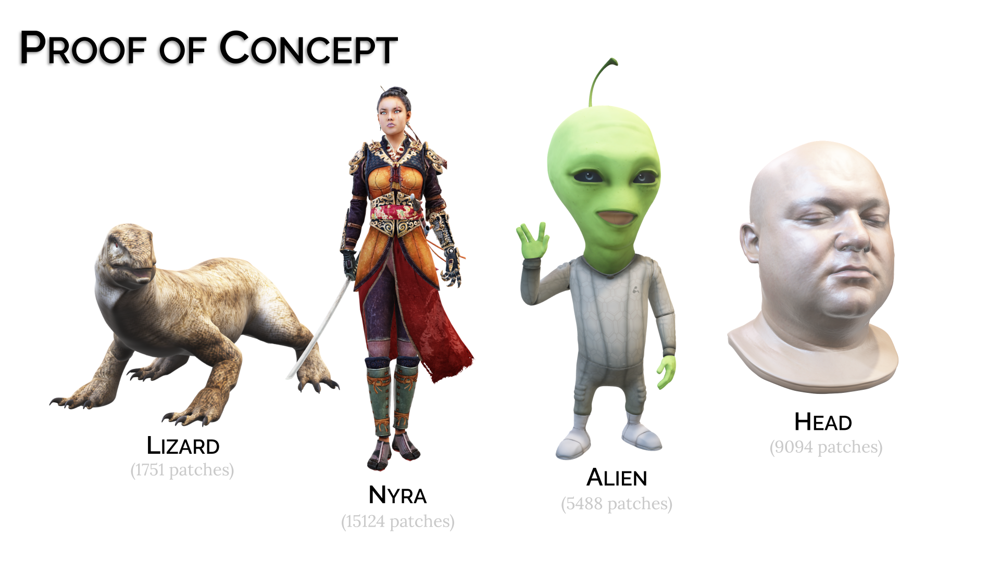 Proof of Concept
Lizard
(1751 patches)
Nyra
(15124 patches)
Alien
(5488 patches)
Head
(9094 patches)